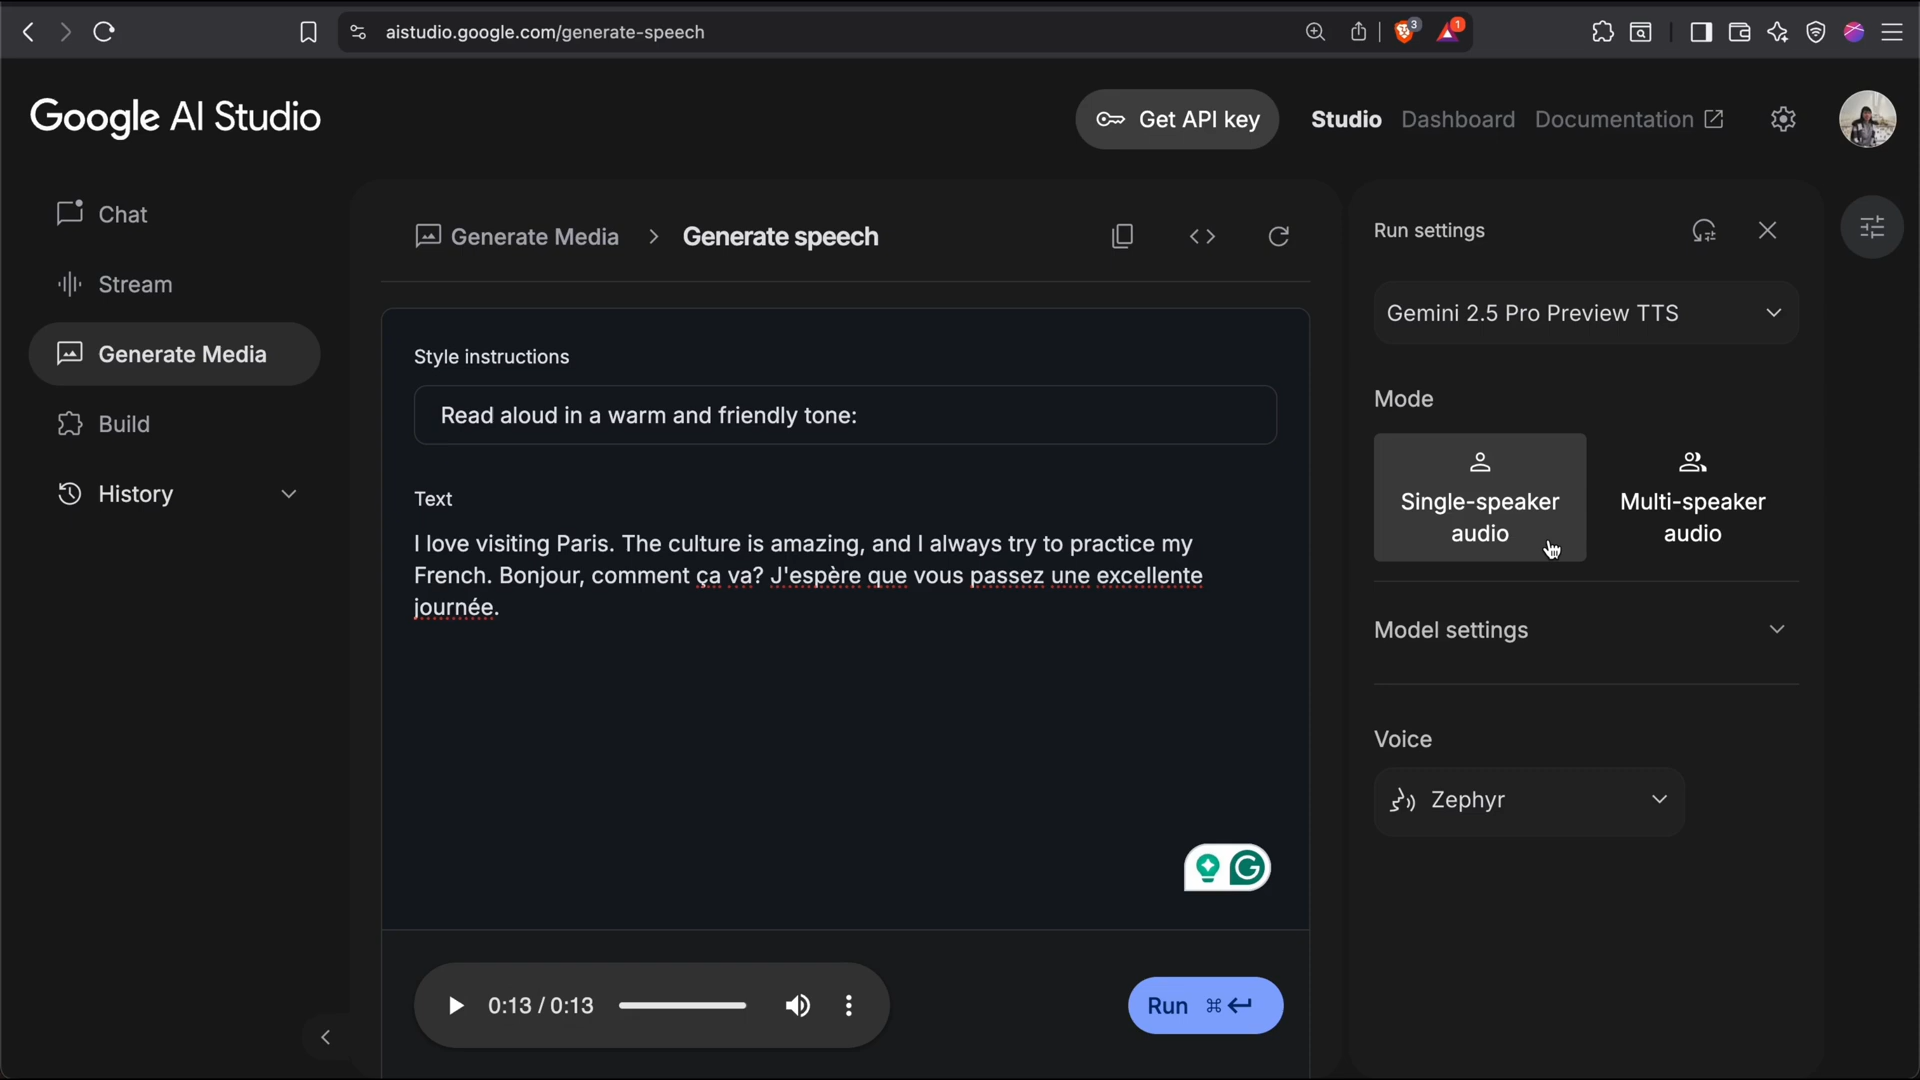 aistudio.google.com/generate-speech
3
1
Google AI Studio
Get API key
Studio
Dashboard
Documentation
Chat
Stream
Generate Media
Build
History
Generate Media > Generate speech
Style instructions
Read aloud in a warm and friendly tone:
Text
I love visiting Paris. The culture is amazing, and I always try to practice my
French. Bonjour, comment ça va? J'espère que vous passez une excellente
journée.
0:13 / 0:13
Run ⌘ ↵
Run settings
Gemini 2.5 Pro Preview TTS
Mode
Single-speaker
audio
Multi-speaker
audio
Model settings
Voice
Zephyr